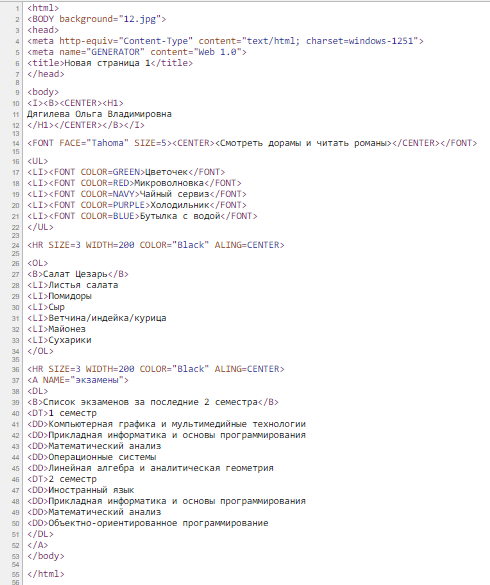 1 <html>
2 <BODY background="12.jpg">
3 <head>
4 <meta http-equiv="Content-Type" content="text/html; charset=windows-1251">
5 <meta name="GENERATOR" content="Web 1.0">
6 <title>Новая страница 1</title>
7 </head>
8
9 <body>
10 <I><B><CENTER><H1>
11 Дягилева Ольга Владимировна
12 </H1></CENTER></B></I>
13
14 <FONT FACE="Tahoma" SIZE=5><CENTER><Смотреть дорамы и читать романы></CENTER></FONT>
15
16 <UL>
17 <LI><FONT COLOR=GREEN>Цветочек</FONT>
18 <LI><FONT COLOR=RED>Микроволновка</FONT>
19 <LI><FONT COLOR=NAVY>Чайный сервиз</FONT>
20 <LI><FONT COLOR=PURPLE>Холодильник</FONT>
21 <LI><FONT COLOR=BLUE>Бутылка с водой</FONT>
22 </UL>
23
24 <HR SIZE=3 WIDTH=200 COLOR="Black" ALING=CENTER>
25
26 <OL>
27 <B>Салат Цезарь</B>
28 <LI>Листья салата
29 <LI>Помидоры
30 <LI>Сыр
31 <LI>Ветчина/индейка/курица
32 <LI>Майонез
33 <LI>Сухарики
34 </OL>
35
36 <HR SIZE=3 WIDTH=200 COLOR="Black" ALING=CENTER>
37 <A NAME="экзамены">
38 <DL>
39 <B>Список экзаменов за последние 2 семестра</B>
40 <DT>1 семестр
41 <DD>Компьютерная графика и мультимедийные технологии
42 <DD>Прикладная информатика и основы программирования
43 <DD>Математический анализ
44 <DD>Операционные системы
45 <DD>Линейная алгебра и аналитическая геометрия
46 <DT>2 семестр
47 <DD>Иностранный язык
48 <DD>Прикладная информатика и основы программирования
49 <DD>Математический анализ
50 <DD>Объектно-ориентированное программирование
51 </DL>
52 </A>
53 </body>
54
55 </html>
56